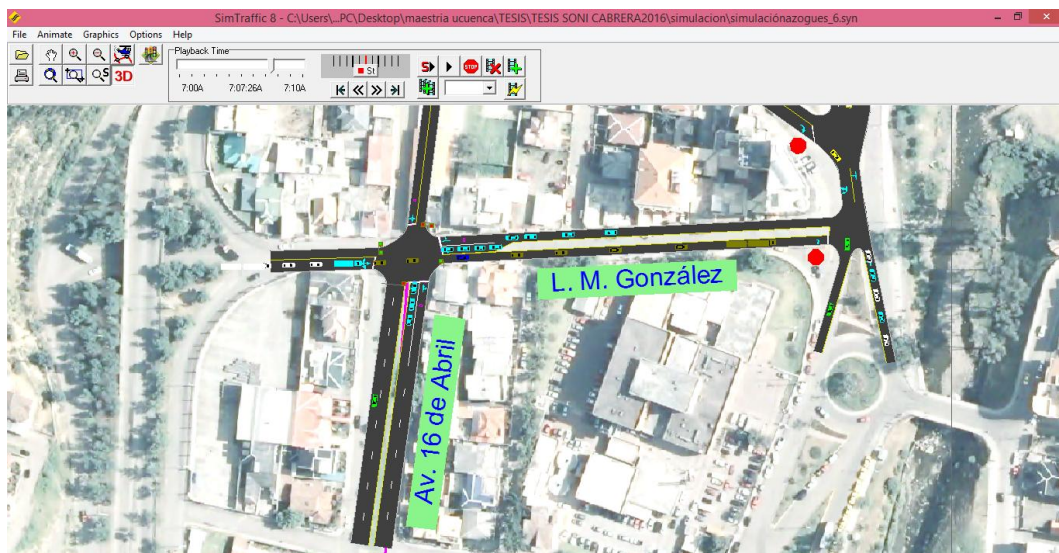 SimTraffic 8 - C:\Users\...PC\Desktop\maestria ucuenca\TESIS\TESIS SONI CABRERA2016\simulacion\simulaciónazogues_6.syn
File Animate Graphics Options Help
Playback Time
St
S
STOP
S
3D
7:00A 7:07:26A 7:10A
L. M. González
Av. 16 de Abril